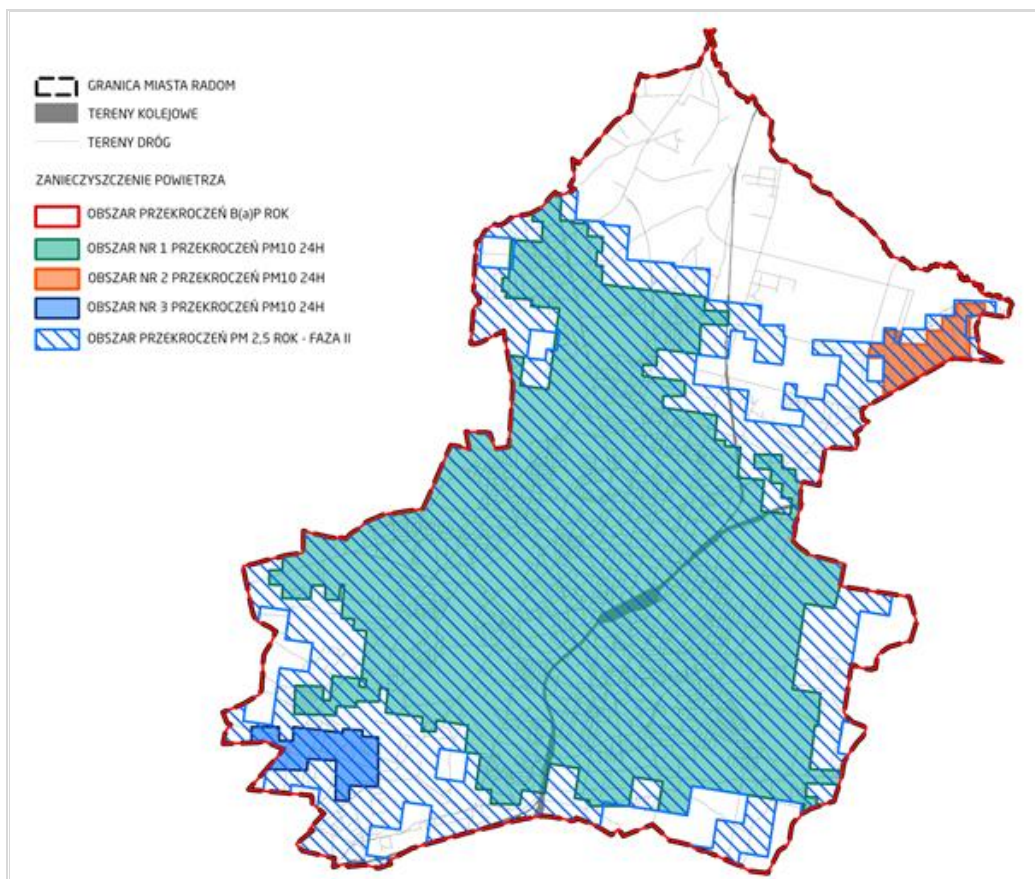 GRANICA MIASTA RADOM
TERENY KOLEJOWE
TERENY DRÓG
ZANIECZYSZCZENIE POWIETRZA
OBSZAR PRZEKROCZEŃ B(a)P ROK
OBSZAR NR 1 PRZEKROCZEŃ PM10 24H
OBSZAR NR 2 PRZEKROCZEŃ PM10 24H
OBSZAR NR 3 PRZEKROCZEŃ PM10 24H
OBSZAR PRZEKROCZEŃ PM 2,5 ROK - FAZA II